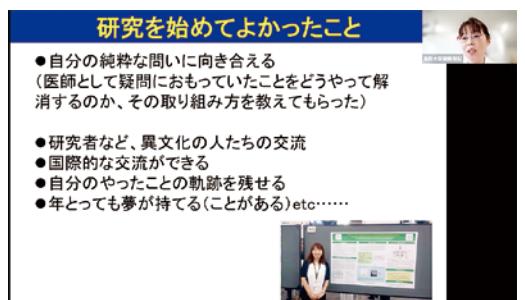 研究を始めてよかったこと
●自分の純粋な問いに向き合える
(医師として疑問におもっていたことをどうやって解
消するのか、その取り組み方を教えてもらった)
●研究者など、異文化の人たちの交流
●国際的な交流ができる
●自分のやったことの軌跡を残せる
●年とっても夢が持てる(ことがある)etc……